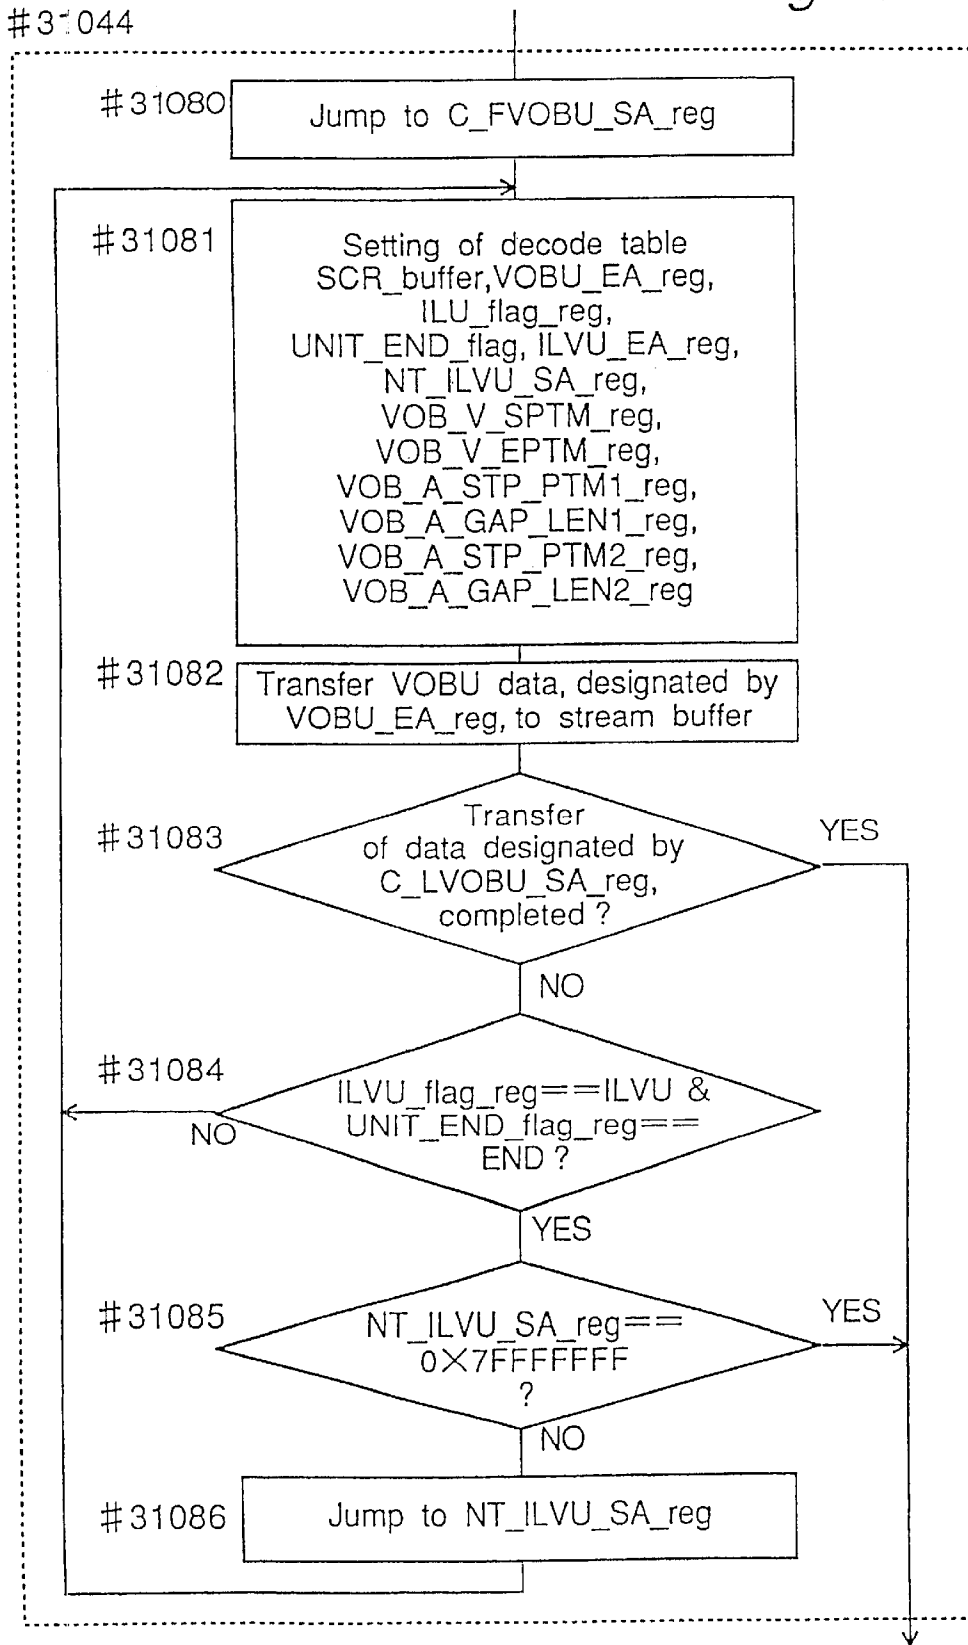 #31044
#31080
Jump to C_FVOBU_SA_reg
#31081
Setting of decode table
SCR_buffer,VOBU_EA_reg,
ILU_flag_reg,
UNIT_END_flag, ILVU_EA_reg,
NT_ILVU_SA_reg,
VOB_V_SPTM_reg,
VOB_V_EPTM_reg,
VOB_A_STP_PTM1_reg,
VOB_A_GAP_LEN1_reg,
VOB_A_STP_PTM2_reg,
VOB_A_GAP_LEN2_reg
#31082
Transfer VOBU data, designated by
VOBU_EA_reg, to stream buffer
#31083
Transfer
of data designated by
C_LVOBU_SA_reg,
completed ?
YES
NO
#31084
ILVU_flag_reg==ILVU &
UNIT_END_flag_reg==
END ?
NO
YES
#31085
NT_ILVU_SA_reg==
0X7FFFFFFF
?
YES
NO
#31086
Jump to NT_ILVU_SA_reg